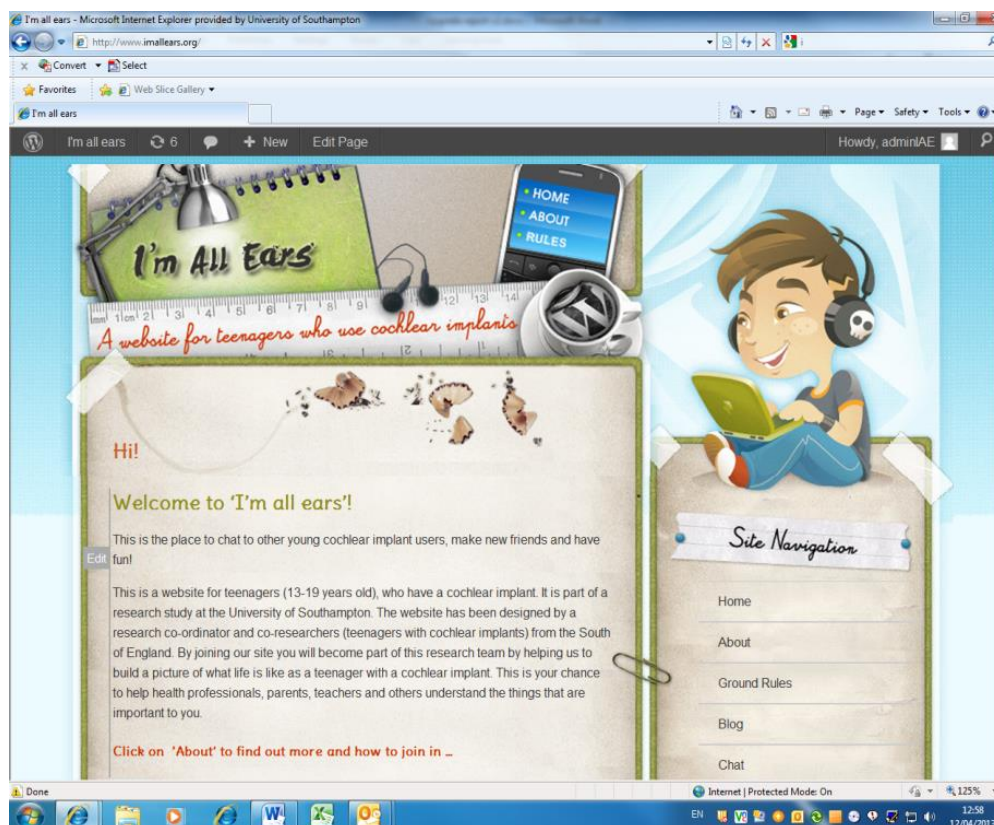 I'm all ears - Microsoft Internet Explorer provided by University of Southampton
http://www.imallears.org/
x Convert Select
Favorites Web Slice Gallery
I'm all ears Page Safety Tools
I'm all ears 6 + New Edit Page Howdy, adminIAE
HOME
ABOUT
RULES
I'm All Ears
A website for teenagers who use cochlear implants
Hi!
Welcome to 'I'm all ears'!
This is the place to chat to other young cochlear implant users, make new friends and have
Edit fun!
This is a website for teenagers (13-19 years old), who have a cochlear implant. It is part of a
research study at the University of Southampton. The website has been designed by a
research co-ordinator and co-researchers (teenagers with cochlear implants) from the South
of England. By joining our site you will become part of this research team by helping us to
build a picture of what life is like as a teenager with a cochlear implant. This is your chance
to help health professionals, parents, teachers and others understand the things that are
important to you.
Click on 'About' to find out more and how to join in ...
Site Navigation
Home
About
Ground Rules
Blog
Chat
Done Internet | Protected Mode: On 125%
EN 12:58
12/04/2013